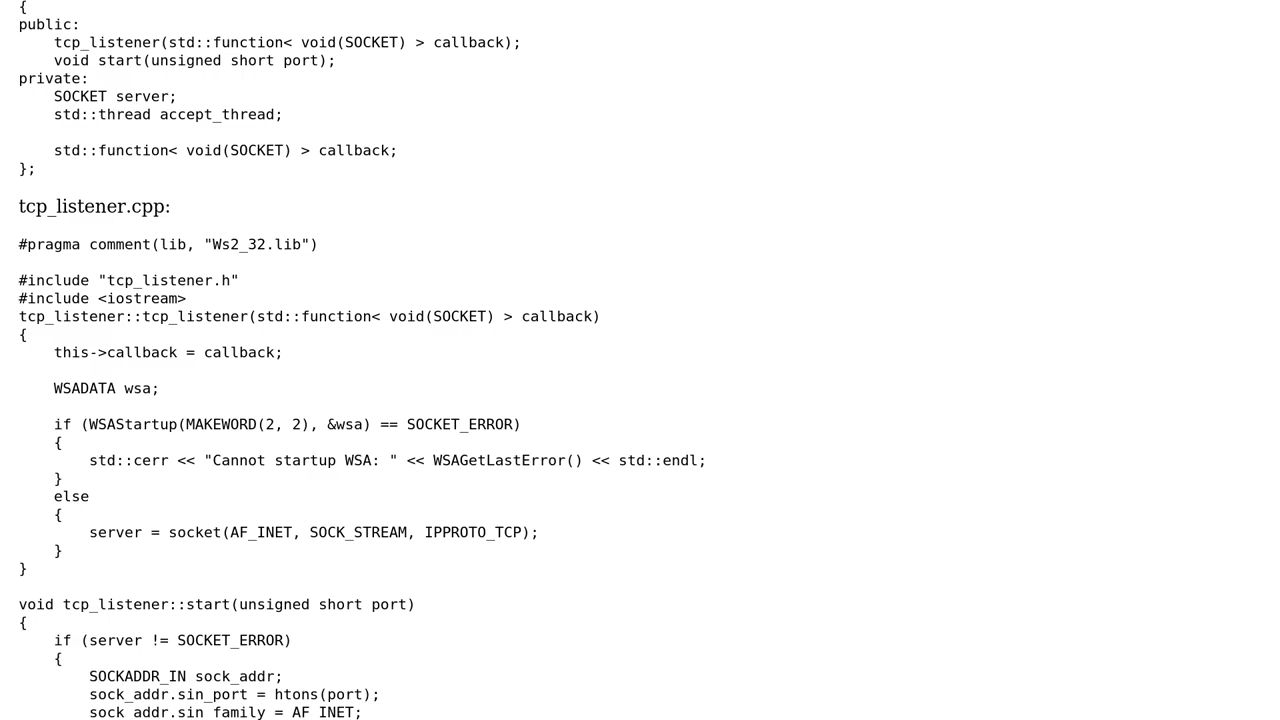 {
public:
    tcp_listener(std::function< void(SOCKET) > callback);
    void start(unsigned short port);
private:
    SOCKET server;
    std::thread accept_thread;

    std::function< void(SOCKET) > callback;
};

tcp_listener.cpp:

#pragma comment(lib, "Ws2_32.lib")

#include "tcp_listener.h"
#include <iostream>
tcp_listener::tcp_listener(std::function< void(SOCKET) > callback)
{
    this->callback = callback;

    WSADATA wsa;

    if (WSAStartup(MAKEWORD(2, 2), &wsa) == SOCKET_ERROR)
    {
        std::cerr << "Cannot startup WSA: " << WSAGetLastError() << std::endl;
    }
    else
    {
        server = socket(AF_INET, SOCK_STREAM, IPPROTO_TCP);
    }
}

void tcp_listener::start(unsigned short port)
{
    if (server != SOCKET_ERROR)
    {
        SOCKADDR_IN sock_addr;
        sock_addr.sin_port = htons(port);
        sock_addr.sin_family = AF_INET;